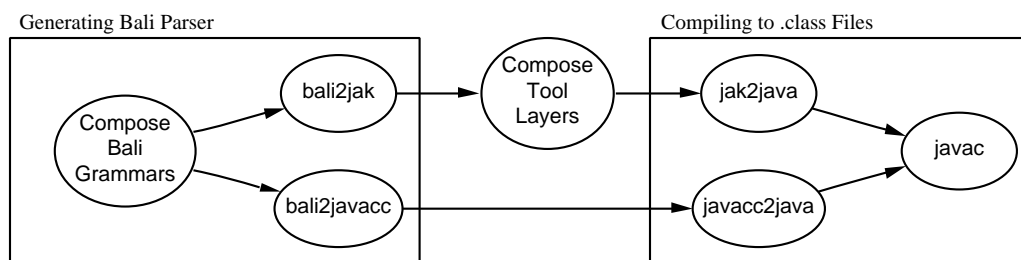 Generating Bali Parser
Compiling to .class Files
Compose
Bali
Grammars
bali2jak
bali2javacc
Compose
Tool
Layers
jak2java
javacc2java
javac